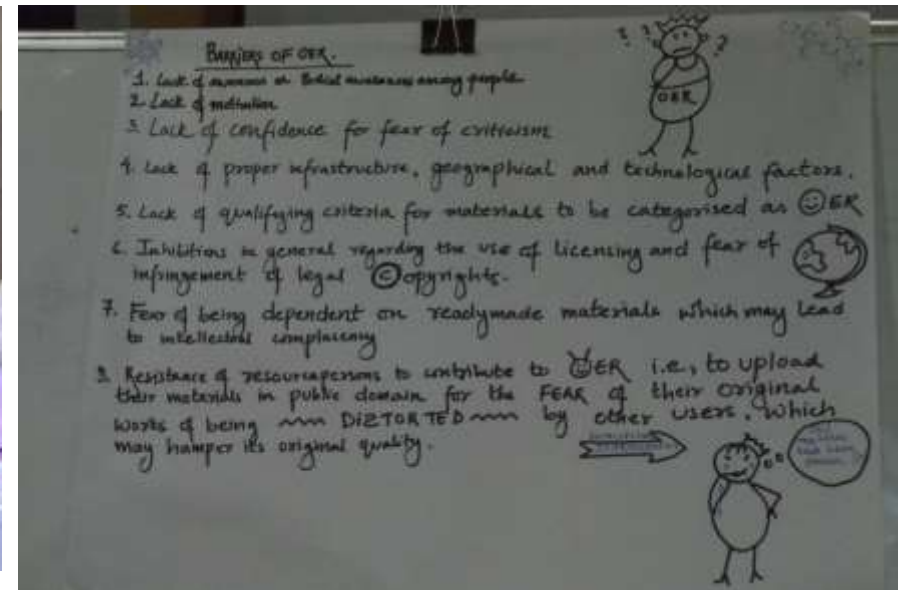 BARRIERS OF OER.
OER
1. Lack of awareness or Partial awareness among people
2. Lack of motivation
3. Lack of confidence for fear of criticism
4. Lack of proper infrastructure, geographical and technological factors.
5. Lack of qualifying criteria for materials to be categorised as OER
6. Inhibitions in general regarding the use of licensing and fear of
infringement of legal ©opyrights.
7. Fear of being dependent on readymade materials which may lead
to intellectual complacency
8. Resistance of resourcepersons to contribute to OER i.e., to upload
their materials in public domain for the FEAR of their original
works of being DIZTORTED by other users, which
may hamper its original quality.